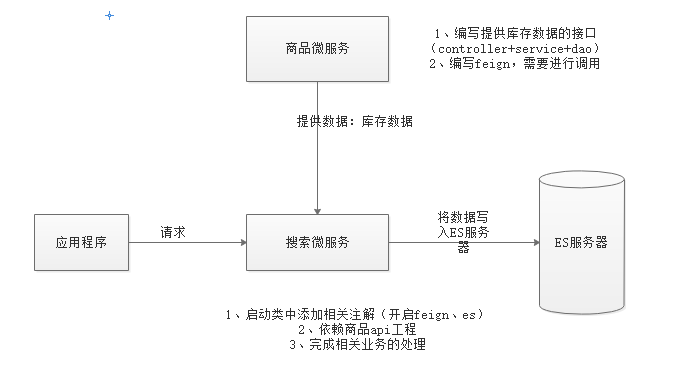 商品微服务
1、编写提供库存数据的接口
（controller+service+dao）
2、编写feign，需要进行调用
提供数据：库存数据
应用程序
请求
搜索微服务
将数据写
入ES服务
器
ES服务器
1、启动类中添加相关注解（开启feign、es）
2、依赖商品api工程
3、完成相关业务的处理